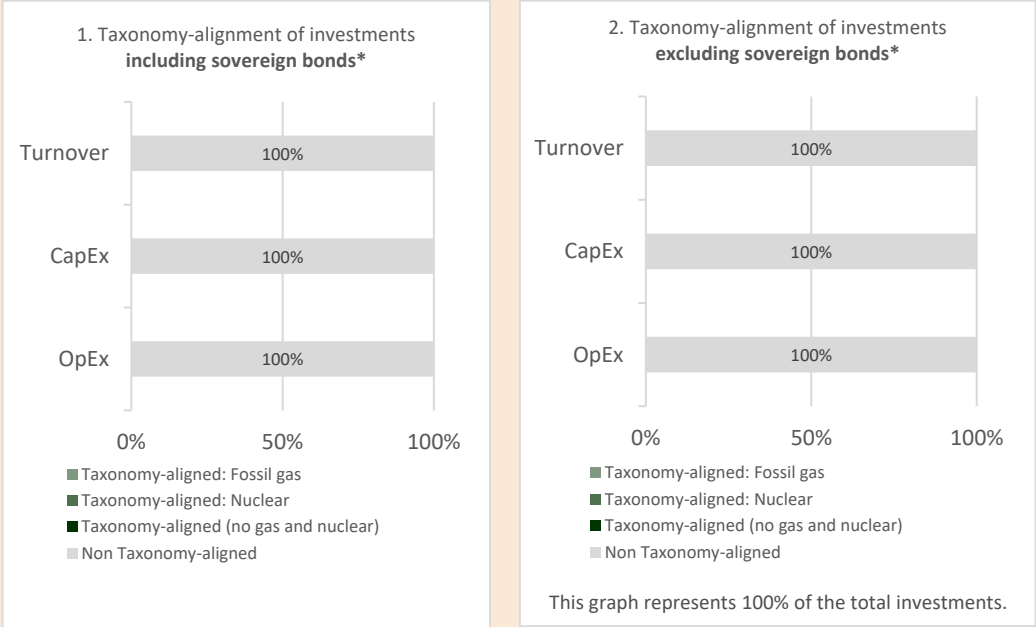 1. Taxonomy-alignment of investments
including sovereign bonds*
Turnover
100%
CapEx
100%
OpEx
100%
0%
50%
100%
Taxonomy-aligned: Fossil gas
Taxonomy-aligned: Nuclear
Taxonomy-aligned (no gas and nuclear)
Non Taxonomy-aligned
2. Taxonomy-alignment of investments
excluding sovereign bonds*
Turnover
100%
CapEx
100%
OpEx
100%
0%
50%
100%
Taxonomy-aligned: Fossil gas
Taxonomy-aligned: Nuclear
Taxonomy-aligned (no gas and nuclear)
Non Taxonomy-aligned
This graph represents 100% of the total investments.